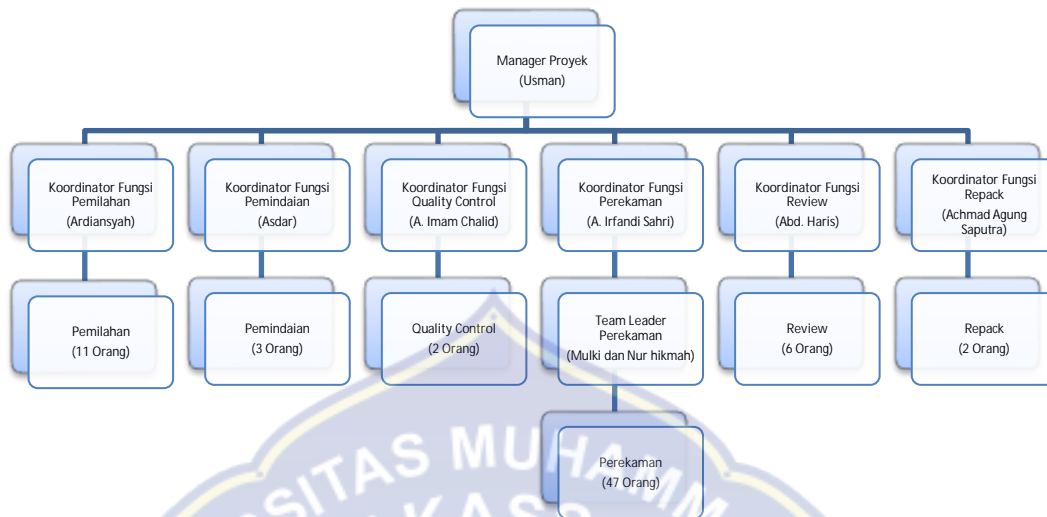 Manager Proyek
(Usman)
Koordinator Fungsi
Pemilahan
(Ardiansyah)
Koordinator Fungsi
Pemindaian
(Asdar)
Koordinator Fungsi
Quality Control
(A. Imam Chalid)
Koordinator Fungsi
Perekaman
(A. Irfandi Sahri)
Koordinator Fungsi
Review
(Abd. Haris)
Koordinator Fungsi
Repack
(Achmad Agung
Saputra)
Pemilahan
(11 Orang)
Pemindaian
(3 Orang)
Quality Control
(2 Orang)
Team Leader
Perekaman
(Mulki dan Nur hikmah)
Review
(6 Orang)
Repack
(2 Orang)
Perekaman
(47 Orang)
SITAS MUHAMM
KASS